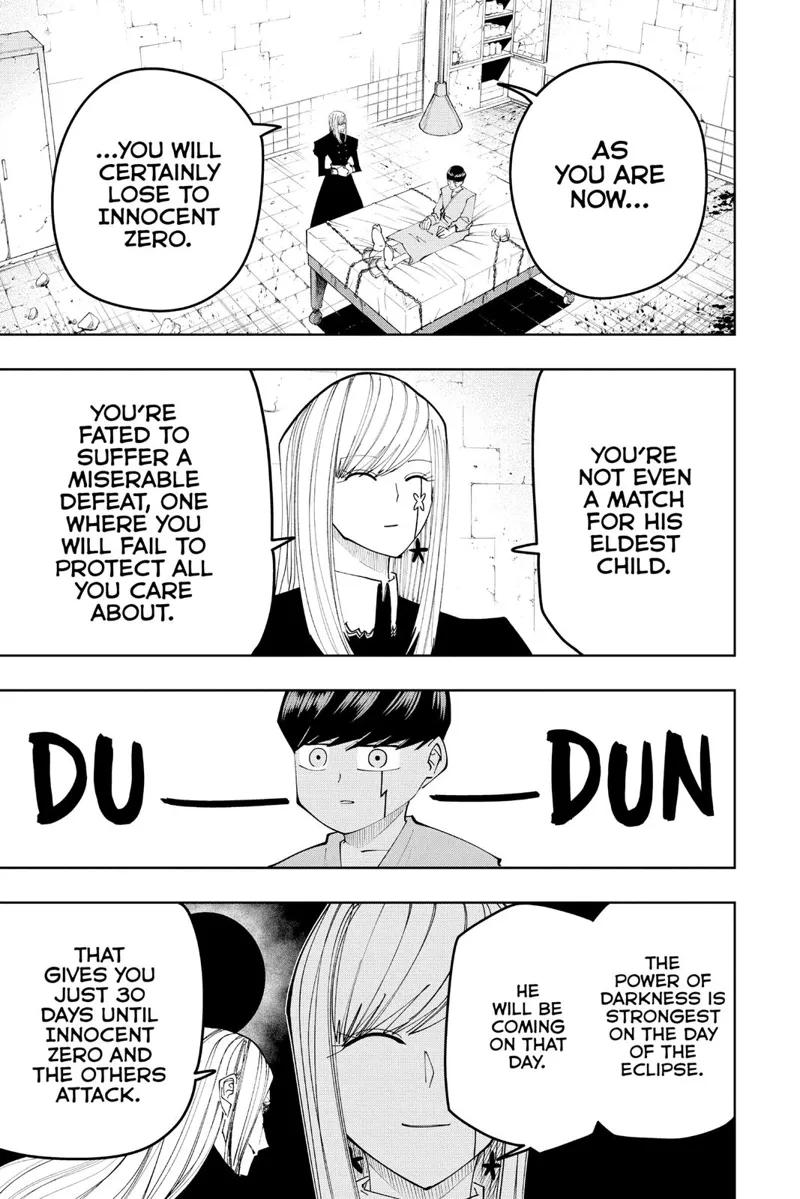 AS
YOU ARE
NOW...
...YOU WILL
CERTAINLY
LOSE TO
INNOCENT
ZERO.
YOU'RE
NOT EVEN
A MATCH
FOR HIS
ELDEST
CHILD.
YOU'RE
FATED TO
SUFFER A
MISERABLE
DEFEAT, ONE
WHERE YOU
WILL FAIL TO
PROTECT ALL
YOU CARE
ABOUT.
DU — DUN
THE
POWER OF
DARKNESS IS
STRONGEST
ON THE DAY
OF THE
ECLIPSE.
HE
WILL BE
COMING
ON THAT
DAY.
THAT
GIVES YOU
JUST 30
DAYS UNTIL
INNOCENT
ZERO AND
THE OTHERS
ATTACK.